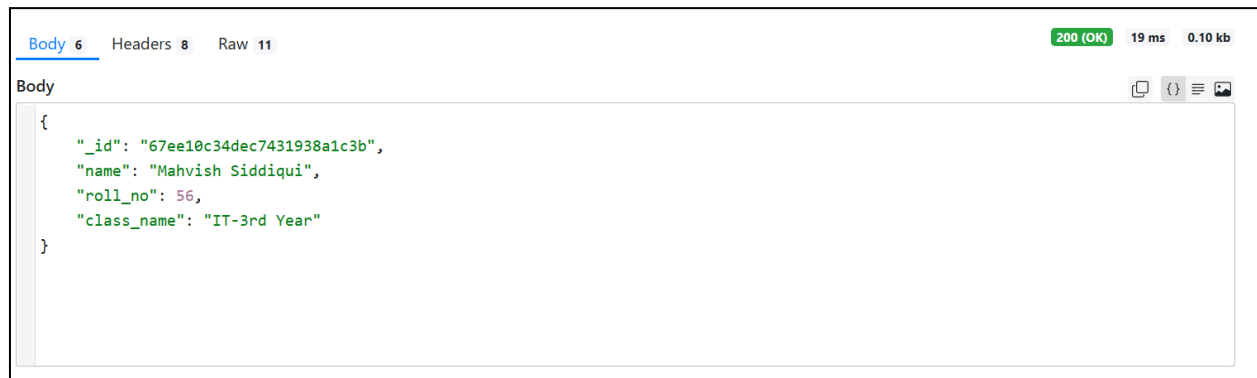 Body 6 Headers 8 Raw 11 200 (OK) 19 ms 0.10 kb
Body {}
{
"_id": "67ee10c34dec7431938a1c3b",
"name": "Mahvish Siddiqui",
"roll_no": 56,
"class_name": "IT-3rd Year"
}